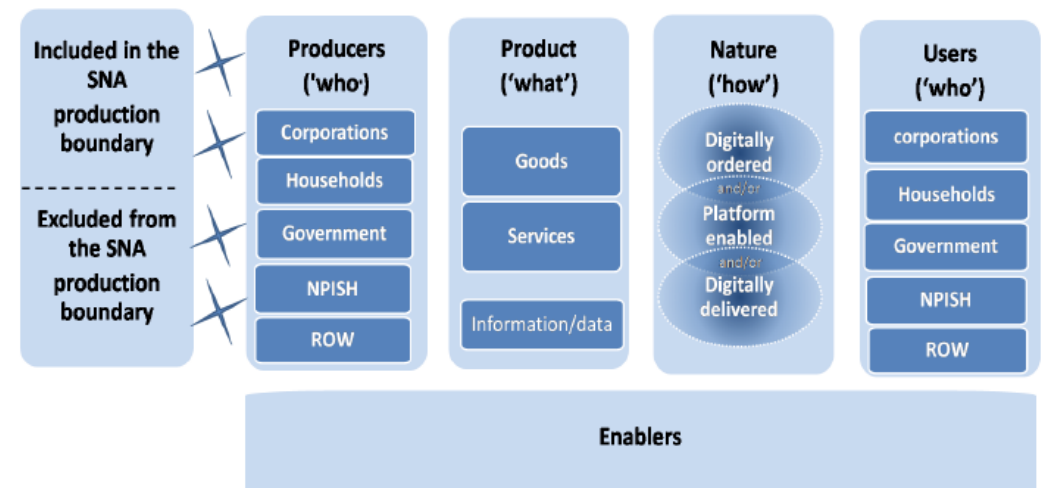 Included in the
SNA
production
boundary
Excluded from
the SNA
production
boundary
Producers
('who')
Corporations
Households
Government
NPISH
ROW
Product
('what')
Goods
Services
Information/data
Nature
('how')
Digitally
ordered
and/or
Platform
enabled
and/or
Digitally
delivered
Users
('who')
corporations
Households
Government
NPISH
ROW
Enablers